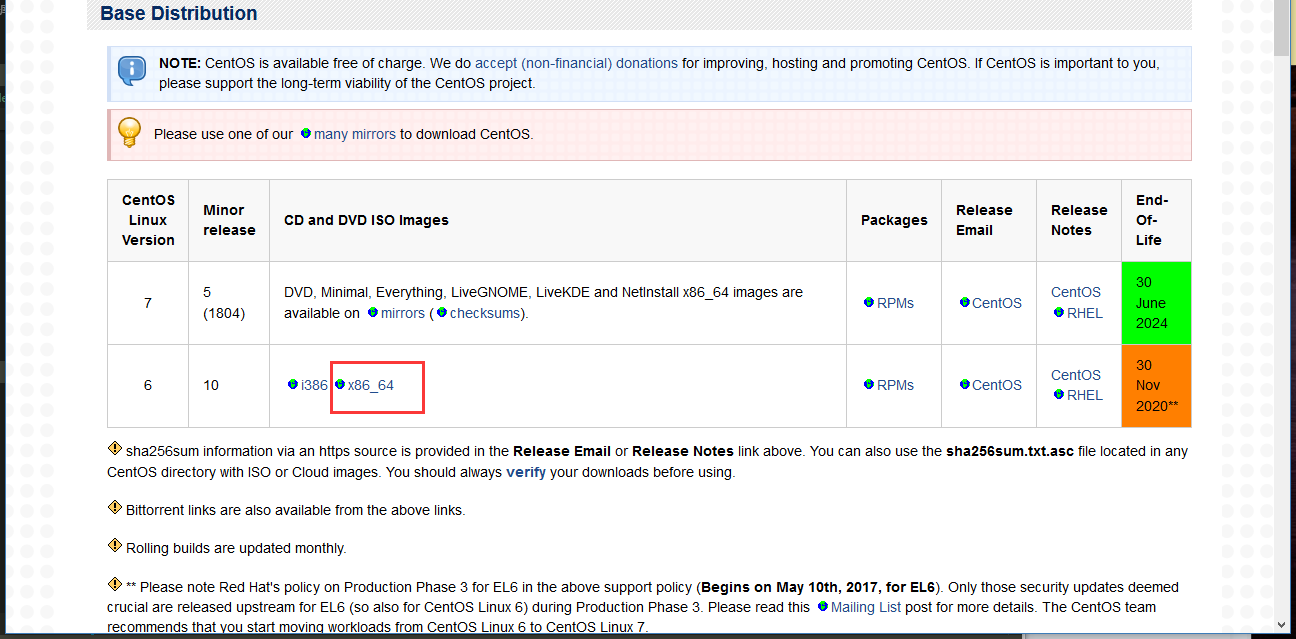 Base Distribution
NOTE: CentOS is available free of charge. We do accept (non-financial) donations for improving, hosting and promoting CentOS. If CentOS is important to you,
please support the long-term viability of the CentOS project.
Please use one of our many mirrors to download CentOS.
CentOS Linux Version
Minor release
CD and DVD ISO Images
Packages
Release Email
Release Notes
End-Of-Life
7
5 (1804)
DVD, Minimal, Everything, LiveGNOME, LiveKDE and NetInstall x86_64 images are
available on mirrors ( checksums).
RPMs
CentOS
CentOS
RHEL
30 June 2024
6
10
i386 x86_64
RPMs
CentOS
CentOS
RHEL
30 Nov 2020**
sha256sum information via an https source is provided in the Release Email or Release Notes link above. You can also use the sha256sum.txt.asc file located in any
CentOS directory with ISO or Cloud images. You should always verify your downloads before using.
Bittorrent links are also available from the above links.
Rolling builds are updated monthly.
** Please note Red Hat's policy on Production Phase 3 for EL6 in the above support policy (Begins on May 10th, 2017, for EL6). Only those security updates deemed
crucial are released upstream for EL6 (so also for CentOS Linux 6) during Production Phase 3. Please read this Mailing List post for more details. The CentOS team
recommends that you start moving workloads from CentOS Linux 6 to CentOS Linux 7.